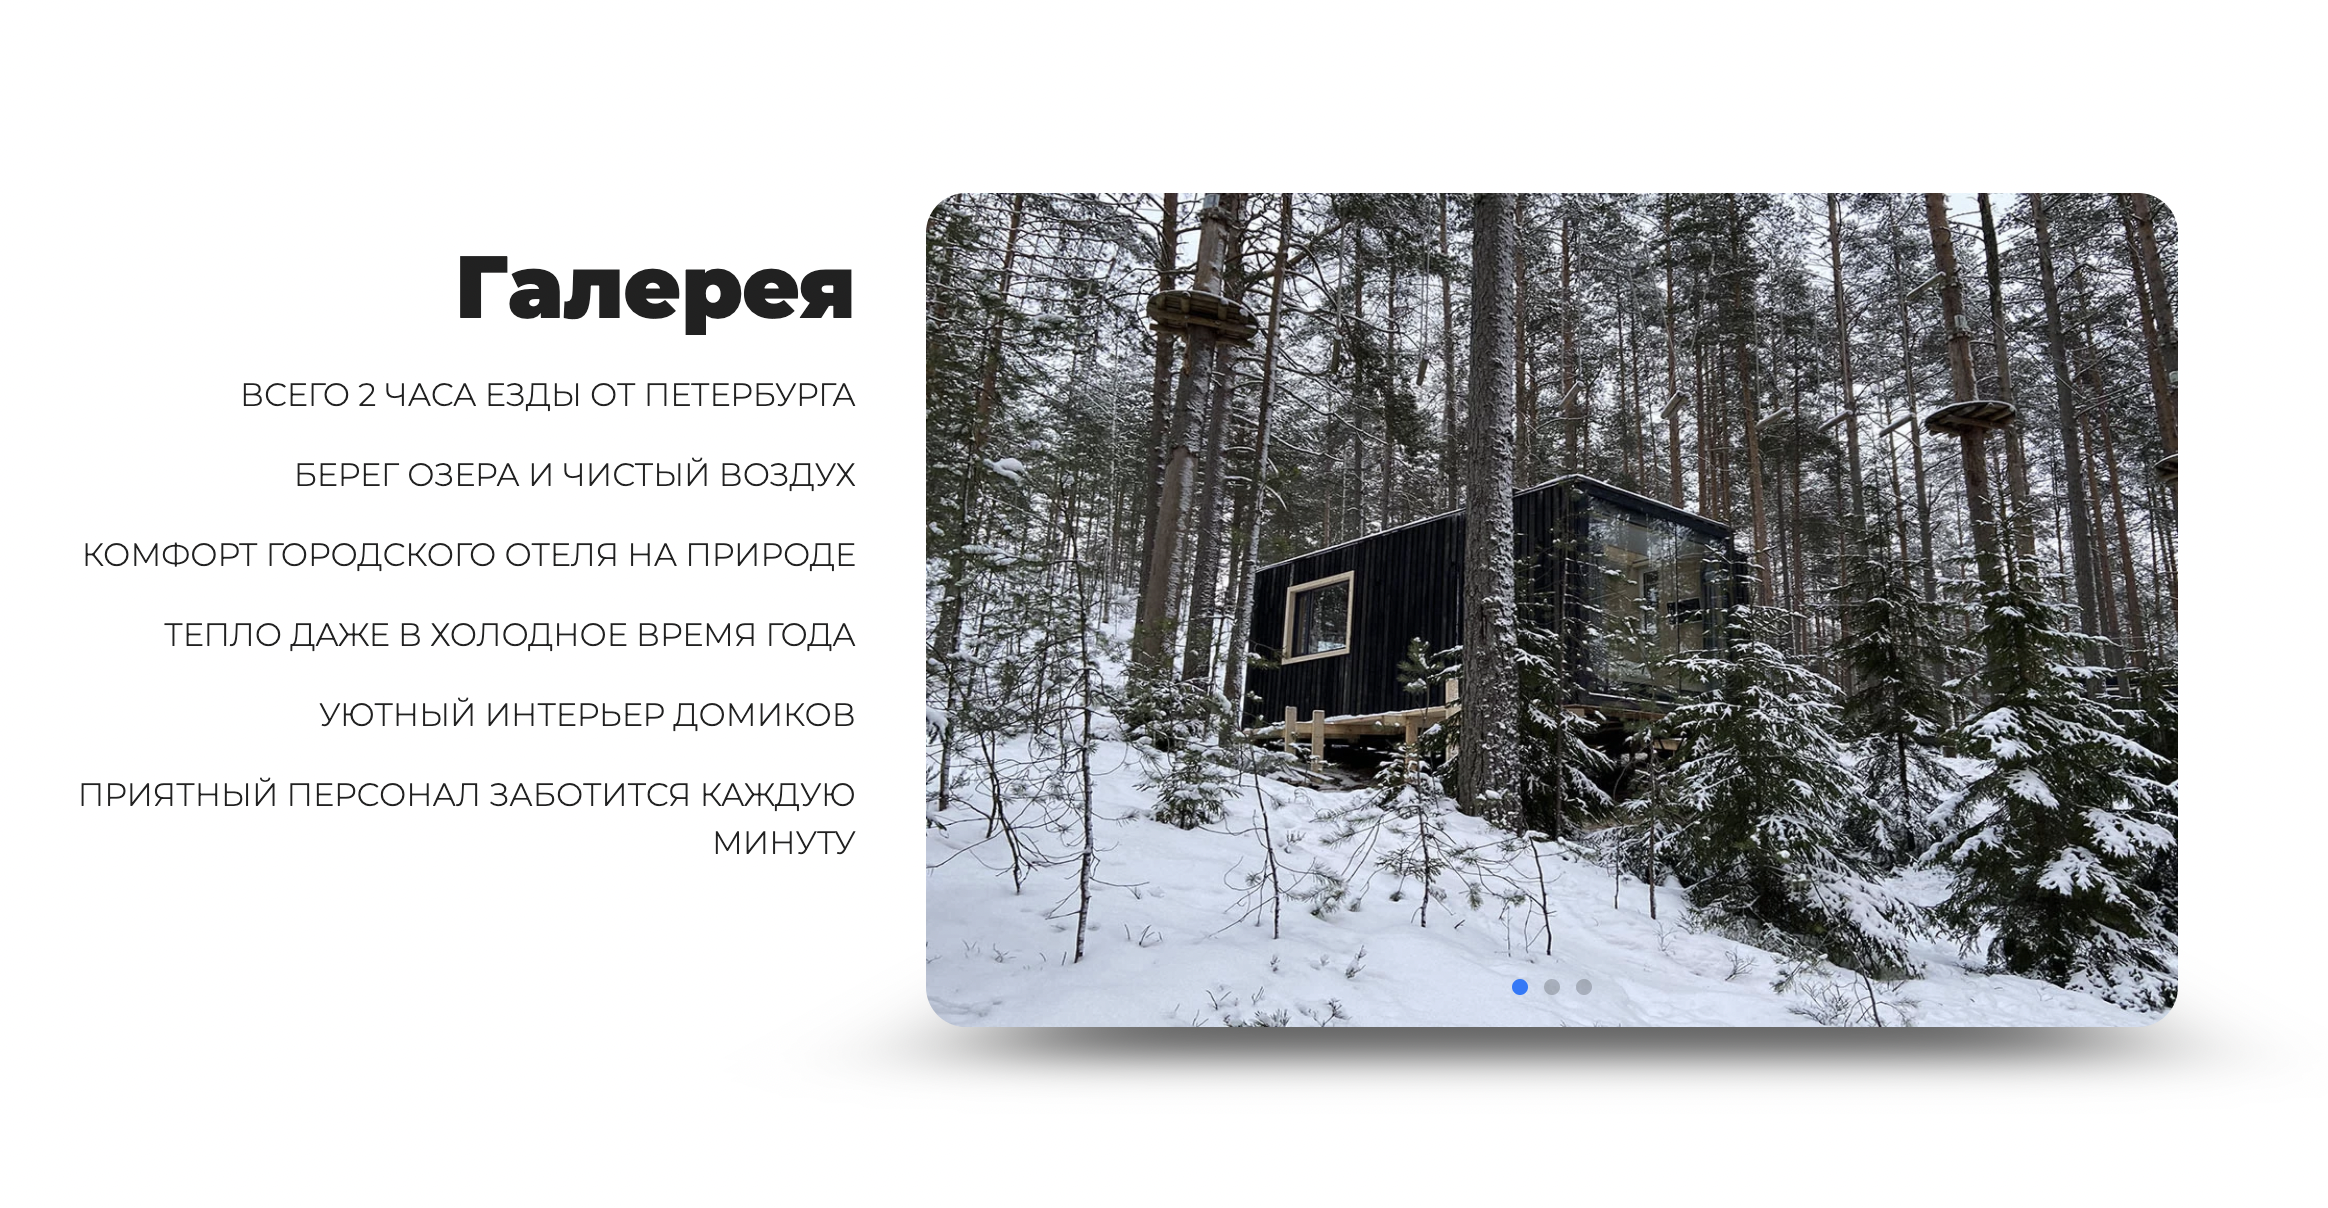 Галерея
ВСЕГО 2 ЧАСА ЕЗДЫ ОТ ПЕТЕРБУРГА
БЕРЕГ ОЗЕРА И ЧИСТЫЙ ВОЗДУХ
КОМФОРТ ГОРОДСКОГО ОТЕЛЯ НА ПРИРОДЕ
ТЕПЛО ДАЖЕ В ХОЛОДНОЕ ВРЕМЯ ГОДА
УЮТНЫЙ ИНТЕРЬЕР ДОМИКОВ
ПРИЯТНЫЙ ПЕРСОНАЛ ЗАБОТИТСЯ КАЖДУЮ
МИНУТУ